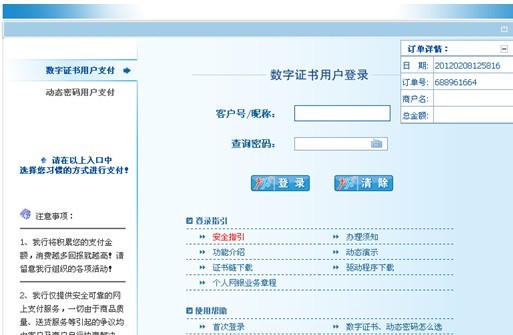 数字证书用户支付
动态密码用户支付
请在以上入口中
选择您习惯的方式进行支付!
注意事项:
1、我行将积累您的支付金
额,消费越多回报就越高!请
留意我行组织的各项活动!
2、我行仅提供安全可靠的网
上支付服务,一切由于商品质
量、送货服务等引起的争议均
数字证书用户登录
客户号/昵称:
查询密码:
登 录
清 除
登录指引
安全指引
办理须知
功能介绍
动态演示
证书链下载
驱动程序下载
个人网银业务章程
使用帮助
首次登录
数字证书、动态密码怎么选
订单详情:
日 期: 20120208125816
订单号: 688961664
商户名:
总金额: